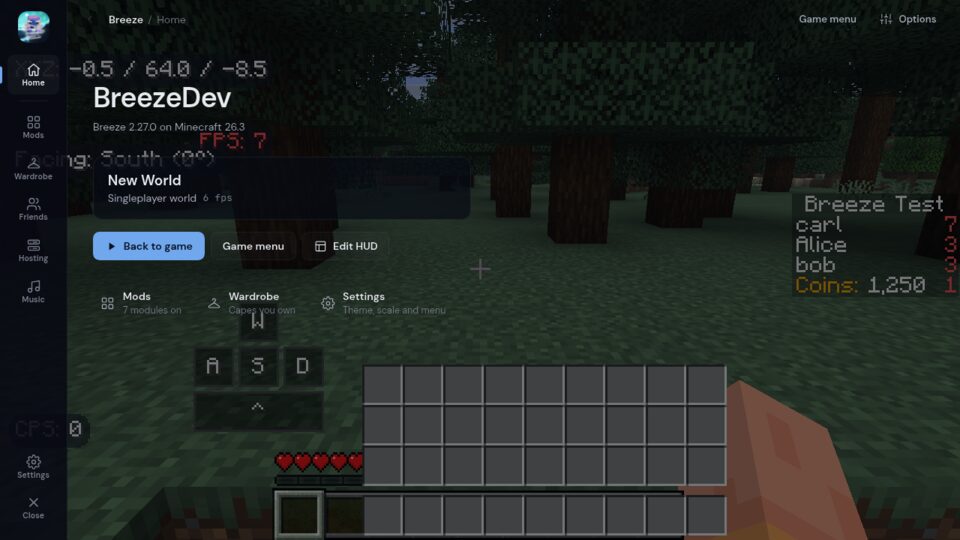 Breeze / Home
Game menu
Options
XYZ: -0.5 / 64.0 / -8.5
Home
BreezeDev
Breeze 2.27.0 on Minecraft 26.3
FPS: 7
Mods
Facing: South (0°)
Wardrobe
New World
Singleplayer world 6 fps
Friends
Breeze Test
carl 7
Alice 3
bob 3
Coins: 1,250 1
Hosting
Back to game
Game menu
Edit HUD
Music
Mods
7 modules on
Wardrobe
Capes you own
Settings
Theme, scale and menu
W
A S D
^
CPS: 0
Settings
Close